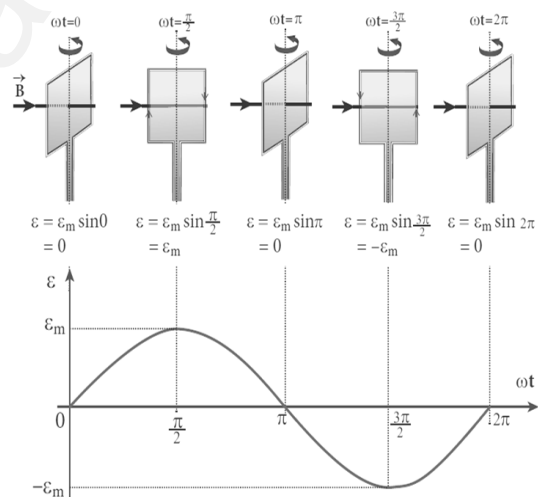 ωt=0 ωt=π/2 ωt=π ωt=3π/2 ωt=2π
B⃗
ε = εₘ sin0 ε = εₘ sin π/2 ε = εₘ sinπ ε = εₘ sin 3π/2 ε = εₘ sin 2π
= 0 = εₘ = 0 = −εₘ = 0
ε
εₘ
ωt
0 π/2 π 3π/2 2π
−εₘ